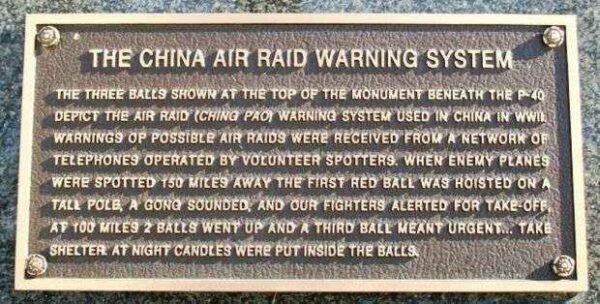 THE CHINA AIR RAID WARNING SYSTEM
THE THREE BALLS SHOWN AT THE TOP OF THE MONUMENT BENEATH THE P-40
DEPICT THE AIR RAID (CHING PAO) WARNING SYSTEM USED IN CHINA IN WWII.
WARNINGS OF POSSIBLE AIR RAIDS WERE RECEIVED FROM A NETWORK OF
TELEPHONES OPERATED BY VOLUNTEER SPOTTERS. WHEN ENEMY PLANES
WERE SPOTTED 150 MILES AWAY THE FIRST RED BALL WAS HOISTED ON A
TALL POLE, A GONG SOUNDED, AND OUR FIGHTERS ALERTED FOR TAKE-OFF.
AT 100 MILES 2 BALLS WENT UP AND A THIRD BALL MEANT URGENT... TAKE
SHELTER. AT NIGHT CANDLES WERE PUT INSIDE THE BALLS.